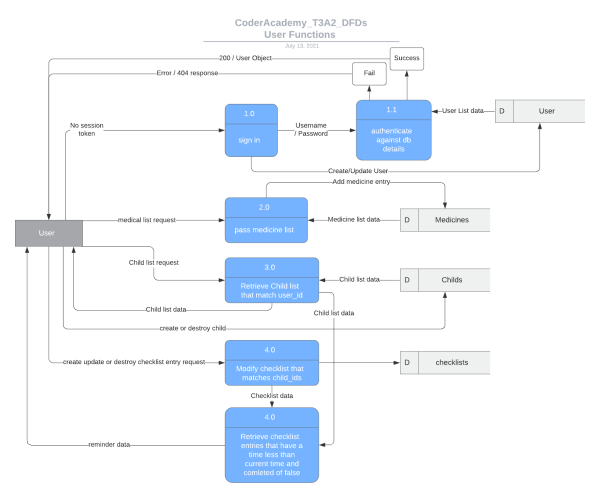 CoderAcademy_T3A2_DFDs
User Functions
July 18, 2021
Success
200 / User Object
Fail
Error / 404 response
1.0
sign in
No session
token
Username
/ Password
1.1
authenticate
against db
details
User List data
D
User
Create/Update User
Add medicine entry
2.0
pass medicine list
medical list request
Medicine list data
D
Medicines
User
Child list request
3.0
Retrieve Child list
that match user_id
Child list data
D
Childs
Child list data
Child list data
create or destroy child
4.0
Modify checklist that
matches child_ids
create update or destroy checklist entry request
D
checklists
Checklist data
4.0
Retrieve checklist
entries that have a
time less than
current time and
comleted of false
reminder data